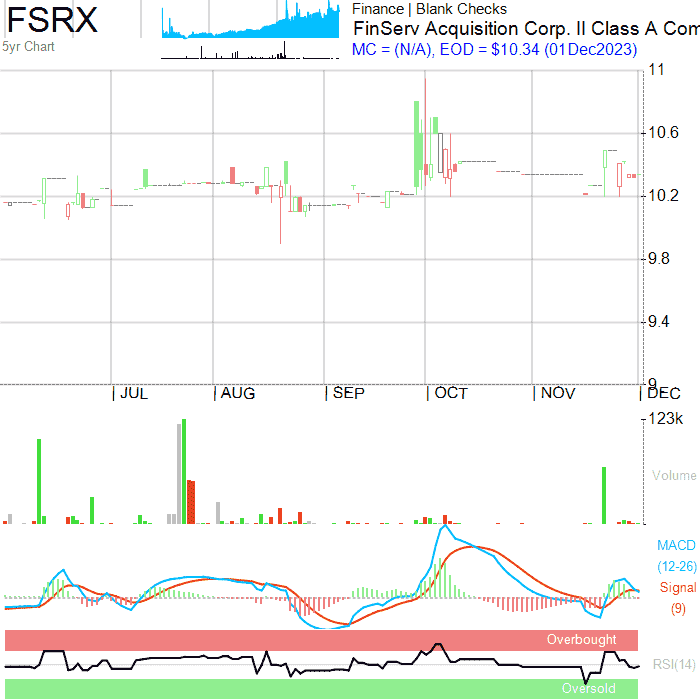 FSRX
5yr Chart
Finance | Blank Checks
FinServ Acquisition Corp. II Class A Com
MC = (N/A), EOD = $10.34 (01Dec2023)
11
10.6
10.2
9.8
9.4
9
JUL AUG SEP OCT NOV DEC
123k
Volume
MACD
(12-26)
Signal
(9)
Overbought
RSI(14)
Oversold